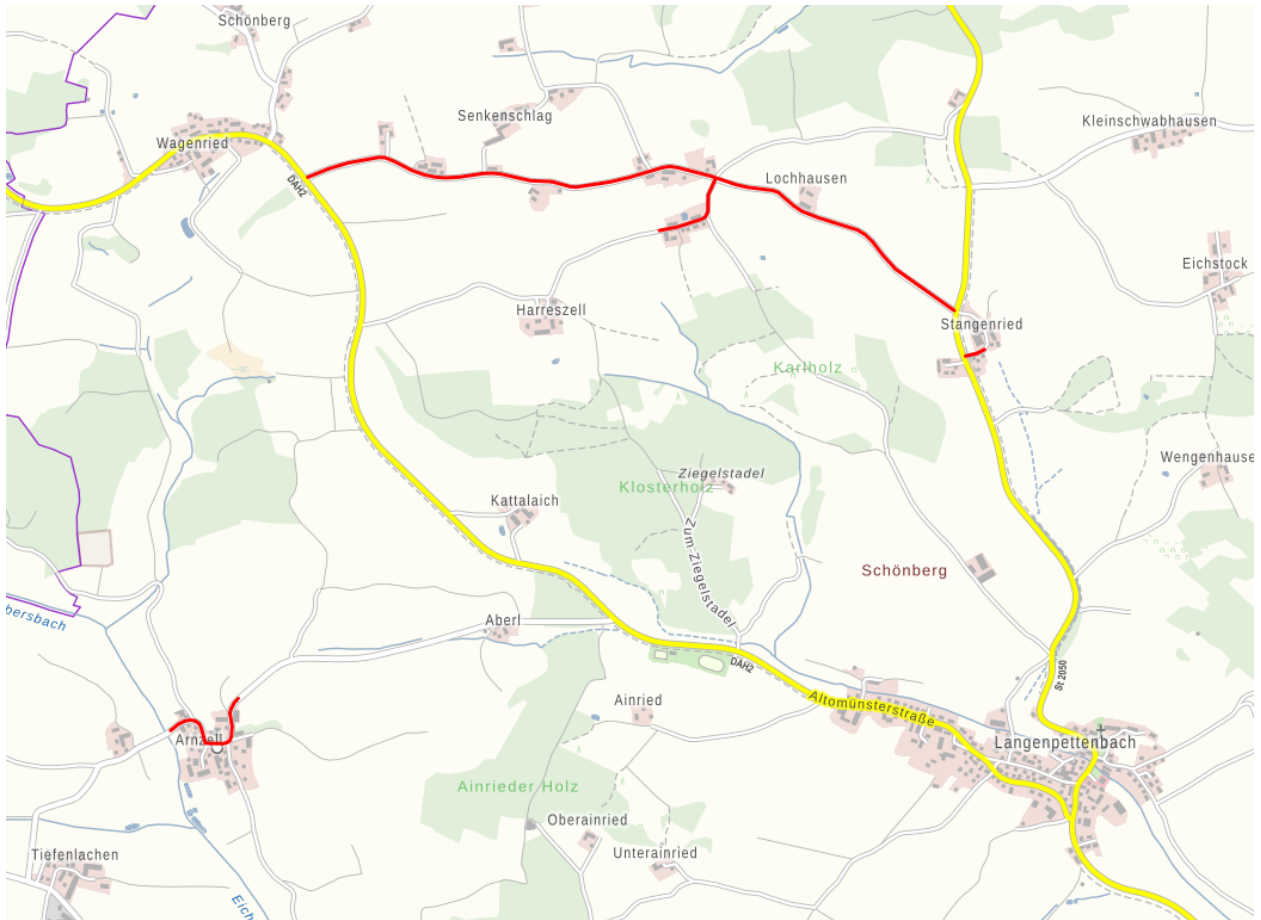 Schönberg
Senkenschlag
Kleinschwabhausen
Wagenried
Lochhausen
DAH2
Eichstock
Harreszell
Stangenried
Karlholz
Wengenhause
Ziegelstadel
Klosterholz
Kattalaich
Zum-Ziegelstadel
Schönberg
bersbach
Aberl
DAH2
St 2050
Ainried
Altomünsterstraße
Arnzell
Langenpettenbach
Ainrieder Holz
Oberainried
Unterainried
Tiefenlachen
Eich